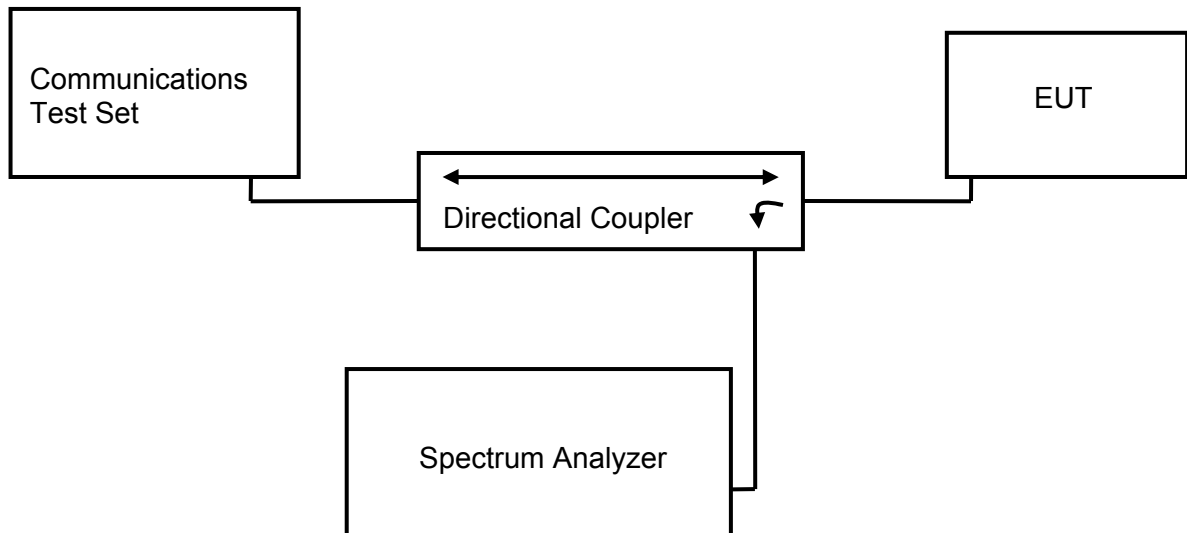 Communications
Test Set
EUT
Directional Coupler
Spectrum Analyzer